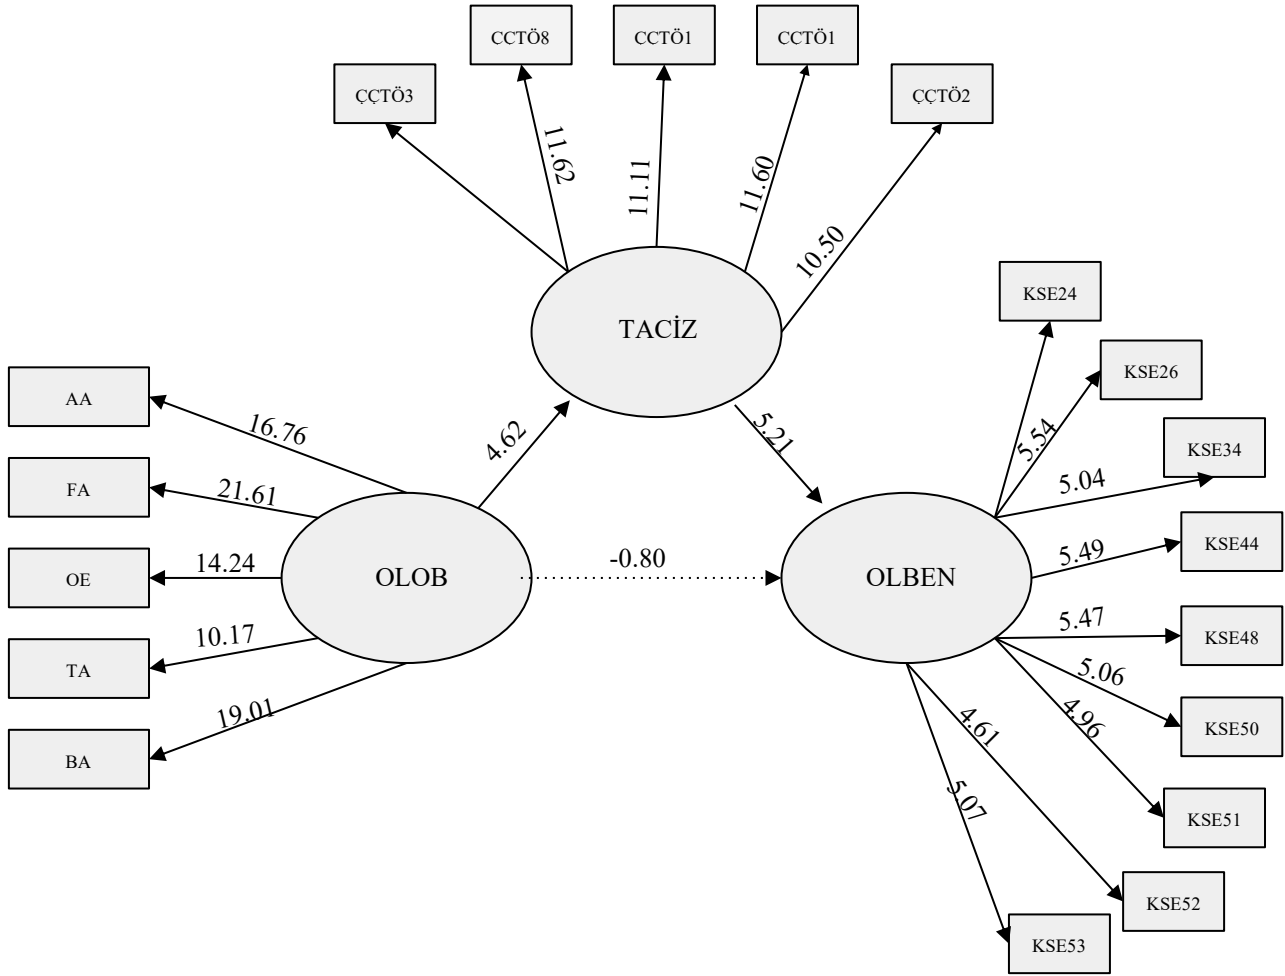 CCTÖ8
CCTÖ1
CCTÖ1
ÇÇTÖ3
ÇÇTÖ2
11.62
11.11
11.60
10.50
TACİZ
KSE24
KSE26
KSE34
KSE44
KSE48
KSE50
KSE51
KSE52
KSE53
5.54
5.04
5.49
5.47
5.06
4.96
4.61
5.07
AA
FA
OE
TA
BA
16.76
21.61
14.24
10.17
19.01
4.62
5.21
-0.80
OLOB
OLBEN